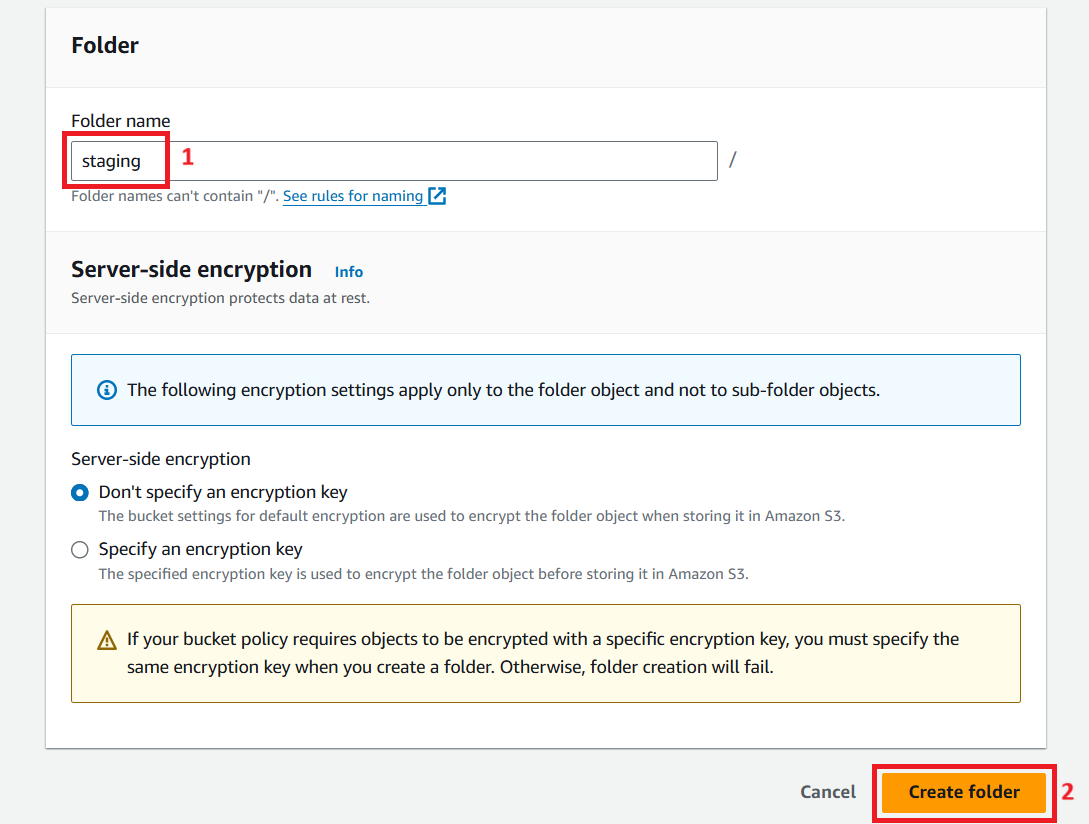 Folder
Folder name
staging
1
/
Folder names can't contain "/". See rules for naming
Server-side encryption Info
Server-side encryption protects data at rest.
The following encryption settings apply only to the folder object and not to sub-folder objects.
Server-side encryption
Don't specify an encryption key
The bucket settings for default encryption are used to encrypt the folder object when storing it in Amazon S3.
Specify an encryption key
The specified encryption key is used to encrypt the folder object before storing it in Amazon S3.
If your bucket policy requires objects to be encrypted with a specific encryption key, you must specify the
same encryption key when you create a folder. Otherwise, folder creation will fail.
Cancel
Create folder
2